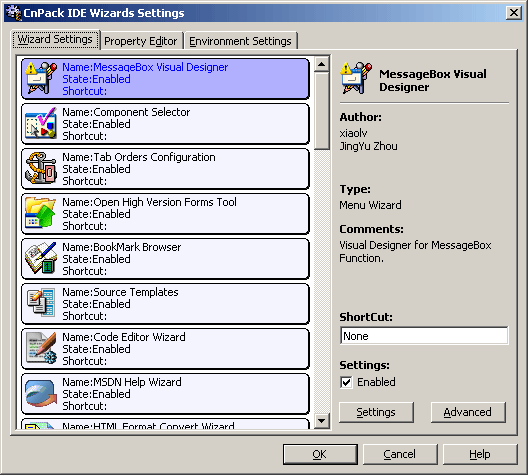 CnPack IDE Wizards Settings
Wizard Settings
Property Editor
Environment Settings
Name:MessageBox Visual Designer
State:Enabled
Shortcut:
Name:Component Selector
State:Enabled
Shortcut:
Name:Tab Orders Configuration
State:Enabled
Shortcut:
Name:Open High Version Forms Tool
State:Enabled
Shortcut:
Name:BookMark Browser
State:Enabled
Shortcut:
Name:Source Templates
State:Enabled
Shortcut:
Name:Code Editor Wizard
State:Enabled
Shortcut:
Name:MSDN Help Wizard
State:Enabled
Shortcut:
Name:HTML Format Convert Wizard
MessageBox Visual
Designer
Author:
xiaolv
JingYu Zhou
Type:
Menu Wizard
Comments:
Visual Designer for MessageBox
Function.
ShortCut:
None
Settings:
Enabled
Settings
Advanced
OK
Cancel
Help